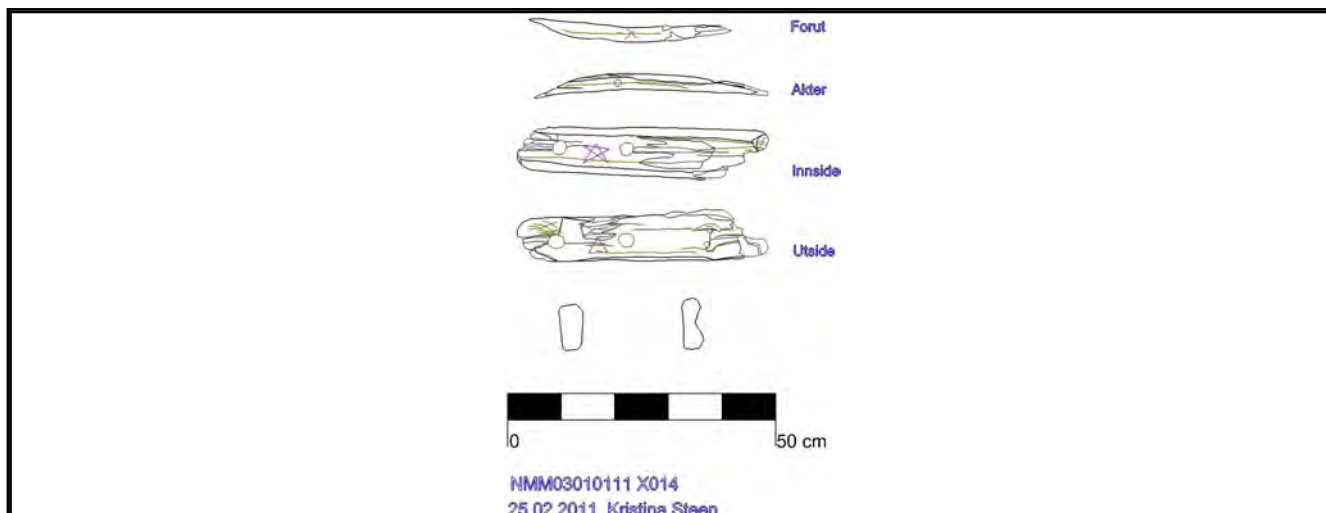 Forut
Akter
Innside
Utside
0 50 cm
NMM03010111 X014
25.02.2011 Kristina Steen